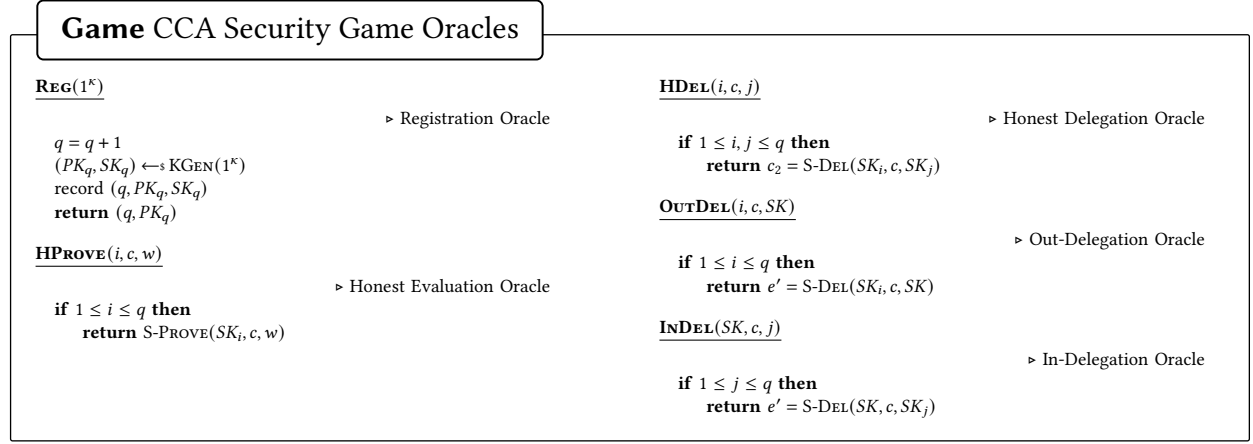 Game CCA Security Game Oracles
Reg(1^κ)
▹ Registration Oracle
q = q + 1
(PK_q, SK_q) ←$ KGen(1^κ)
record (q, PK_q, SK_q)
return (q, PK_q)
HProve(i, c, w)
▹ Honest Evaluation Oracle
if 1 ≤ i ≤ q then
return S-Prove(SK_i, c, w)
HDel(i, c, j)
▹ Honest Delegation Oracle
if 1 ≤ i, j ≤ q then
return c_2 = S-Del(SK_i, c, SK_j)
OutDel(i, c, SK)
▹ Out-Delegation Oracle
if 1 ≤ i ≤ q then
return e′ = S-Del(SK_i, c, SK)
InDel(SK, c, j)
▹ In-Delegation Oracle
if 1 ≤ j ≤ q then
return e′ = S-Del(SK, c, SK_j)